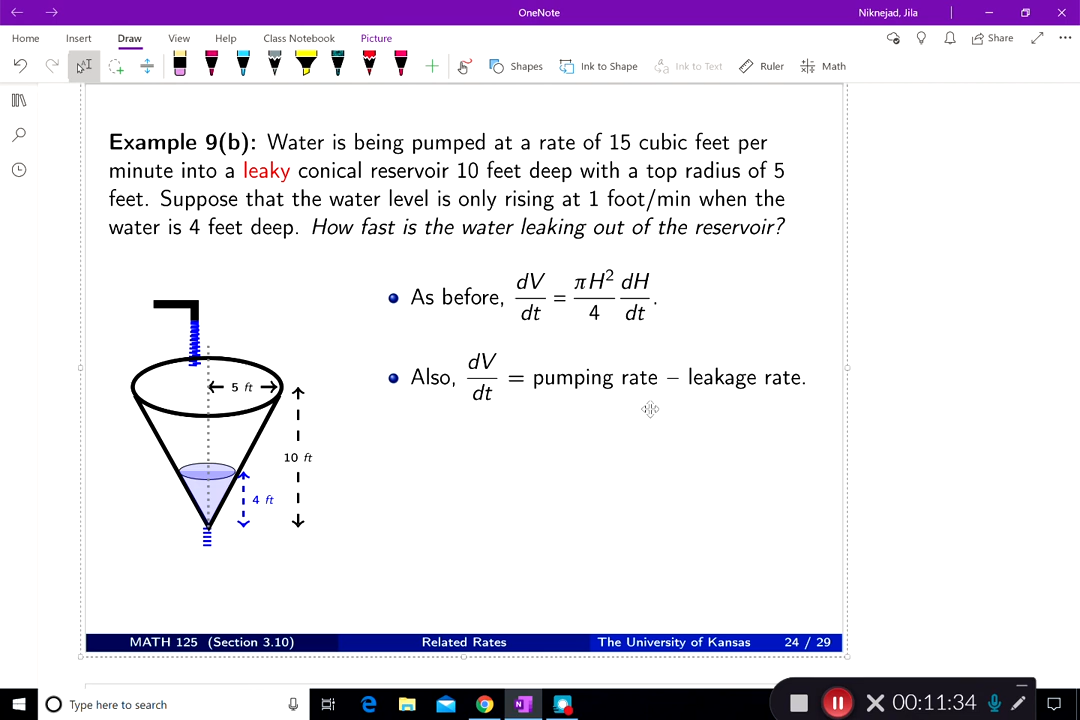 OneNote
Niknejad, Jila
Home Insert Draw View Help Class Notebook Picture
Share
Shapes Ink to Shape Ink to Text Ruler Math
Example 9(b): Water is being pumped at a rate of 15 cubic feet per
minute into a leaky conical reservoir 10 feet deep with a top radius of 5
feet. Suppose that the water level is only rising at 1 foot/min when the
water is 4 feet deep. How fast is the water leaking out of the reservoir?
• As before, dV/dt = πH²/4 dH/dt.
• Also, dV/dt = pumping rate – leakage rate.
5 ft
10 ft
4 ft
MATH 125 (Section 3.10) Related Rates The University of Kansas 24 / 29
Type here to search
00:11:34